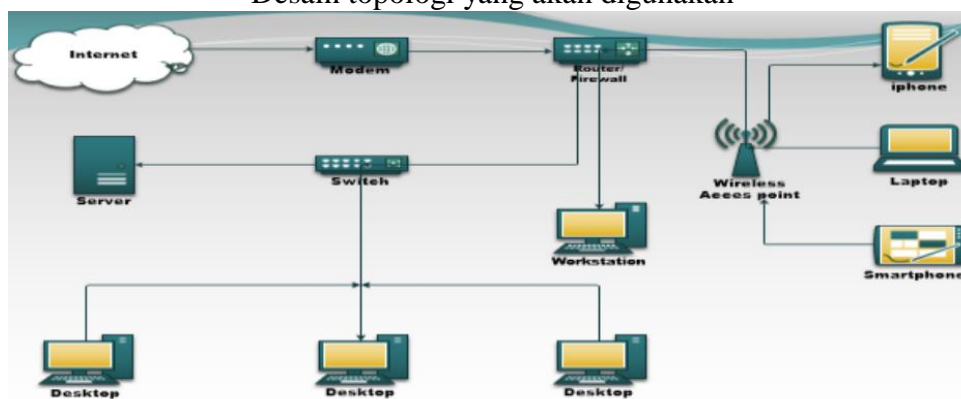 Desain topologi yang akan digunakan
Internet
Modem
Router/
Firewall
iphone
Server
Switch
Wireless
Acces point
Laptop
Workstation
Smartphone
Desktop
Desktop
Desktop